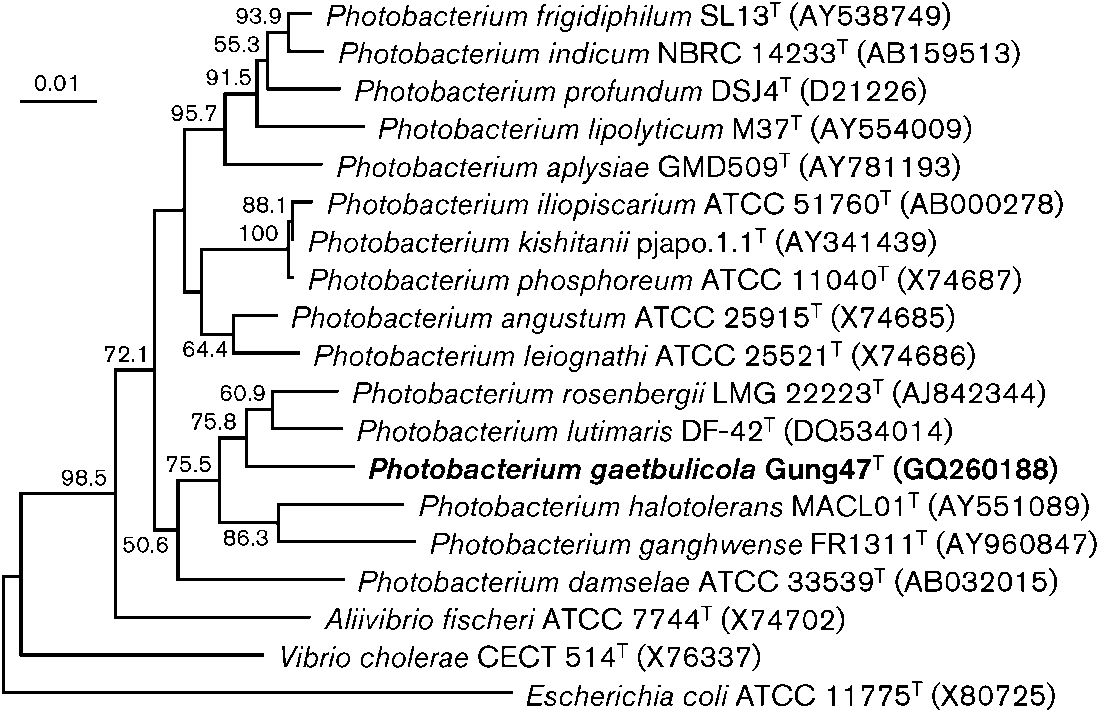 93.9 Photobacterium frigidiphilum SL13T (AY538749)
55.3 Photobacterium indicum NBRC 14233T (AB159513)
0.01 91.5 Photobacterium profundum DSJ4T (D21226)
95.7 Photobacterium lipolyticum M37T (AY554009)
Photobacterium aplysiae GMD509T (AY781193)
88.1 Photobacterium iliopiscarium ATCC 51760T (AB000278)
100 Photobacterium kishitanii pjapo.1.1T (AY341439)
Photobacterium phosphoreum ATCC 11040T (X74687)
Photobacterium angustum ATCC 25915T (X74685)
72.1 64.4 Photobacterium leiognathi ATCC 25521T (X74686)
60.9 Photobacterium rosenbergii LMG 22223T (AJ842344)
75.8 Photobacterium lutimaris DF-42T (DQ534014)
98.5 75.5 Photobacterium gaetbulicola Gung47T (GQ260188)
Photobacterium halotolerans MACL01T (AY551089)
50.6 86.3 Photobacterium ganghwense FR1311T (AY960847)
Photobacterium damselae ATCC 33539T (AB032015)
Aliivibrio fischeri ATCC 7744T (X74702)
Vibrio cholerae CECT 514T (X76337)
Escherichia coli ATCC 11775T (X80725)